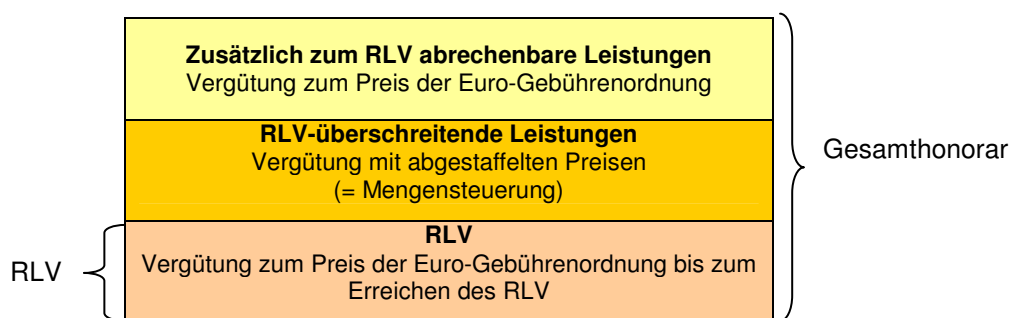 Zusätzlich zum RLV abrechenbare Leistungen
Vergütung zum Preis der Euro-Gebührenordnung
RLV-überschreitende Leistungen
Vergütung mit abgestaffelten Preisen
(= Mengensteuerung)
Gesamthonorar
RLV
RLV
Vergütung zum Preis der Euro-Gebührenordnung bis zum
Erreichen des RLV